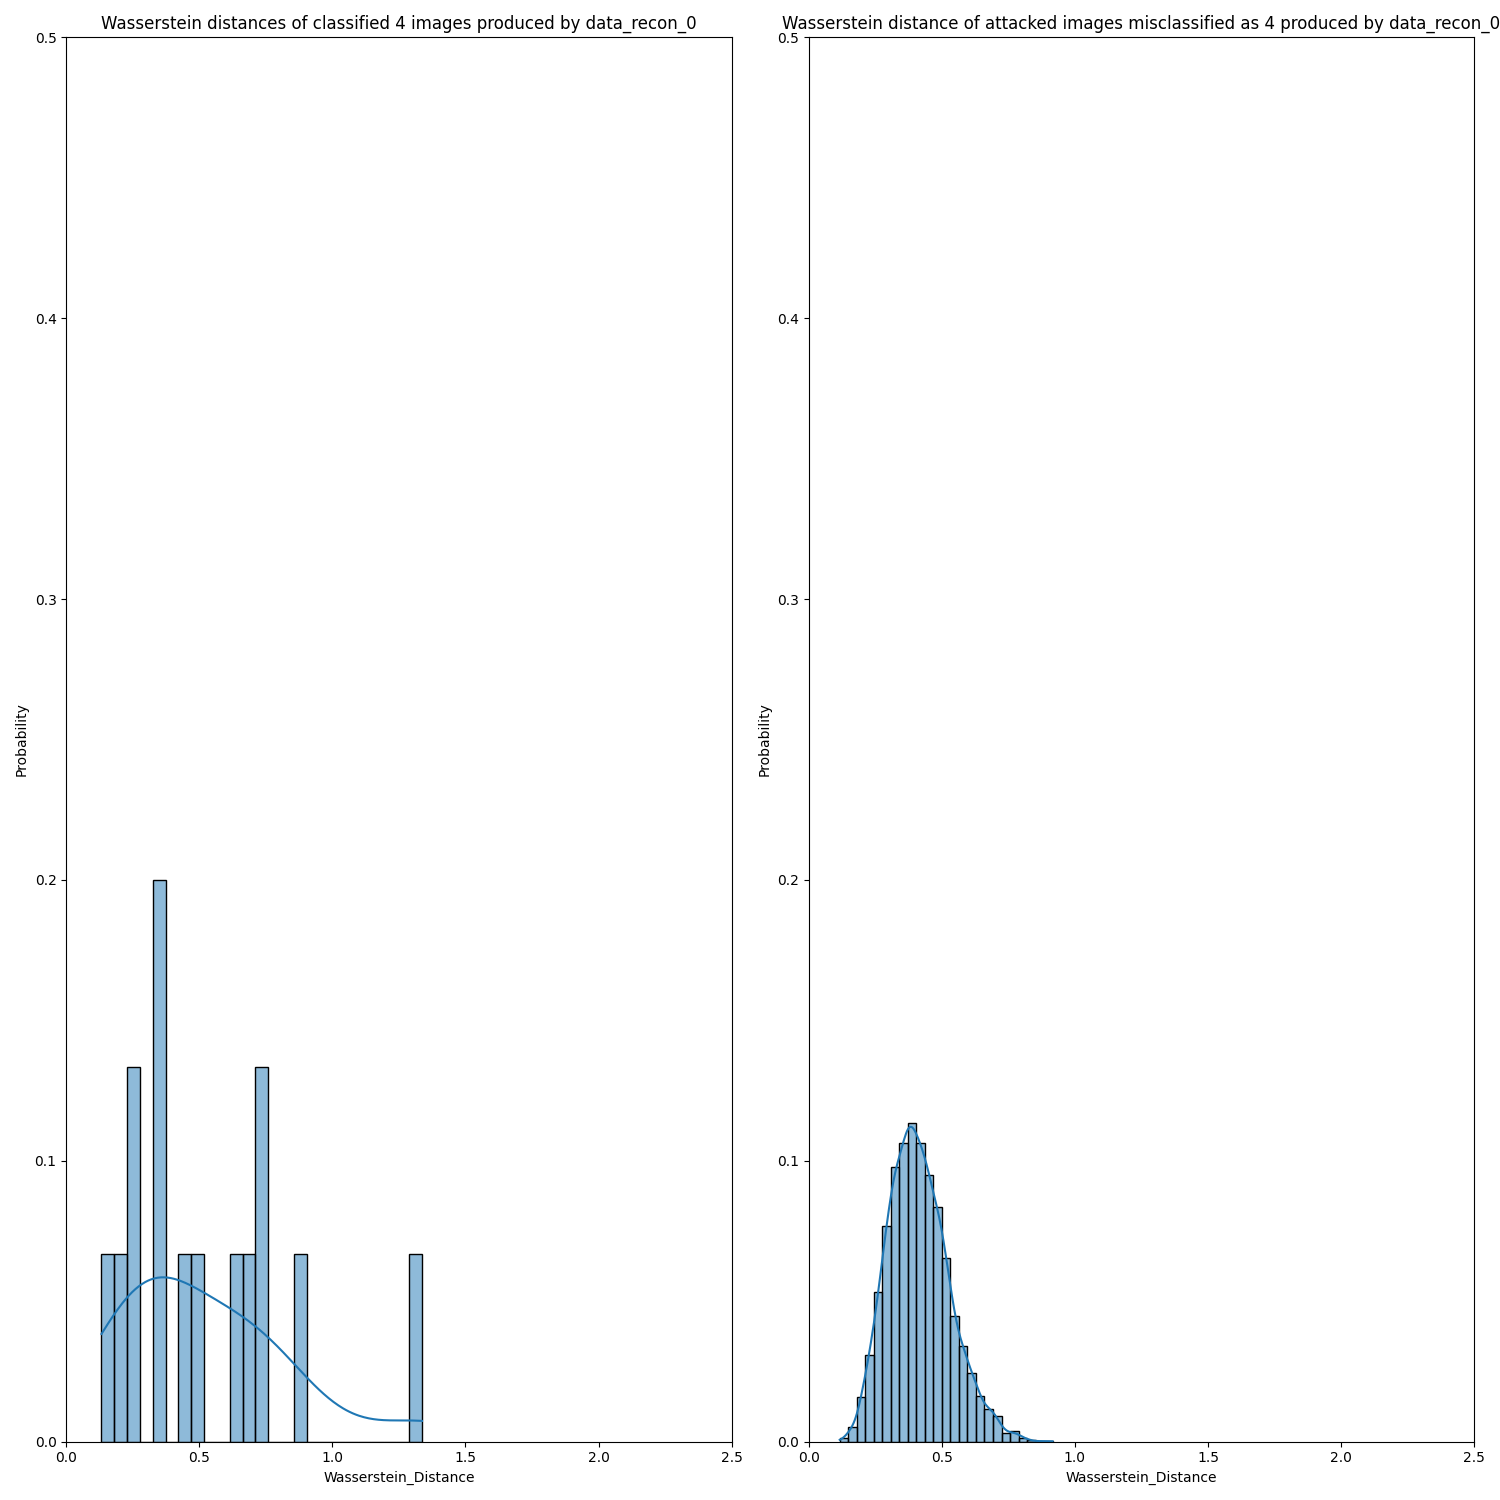 Wasserstein distances of classified 4 images produced by data_recon_0
0.5
0.4
0.3
0.2
0.1
0.0
Probability
0.0 0.5 1.0 1.5 2.0 2.5
Wasserstein_Distance
Wasserstein distance of attacked images misclassified as 4 produced by data_recon_0
0.5
0.4
0.3
0.2
0.1
0.0
Probability
0.0 0.5 1.0 1.5 2.0 2.5
Wasserstein_Distance